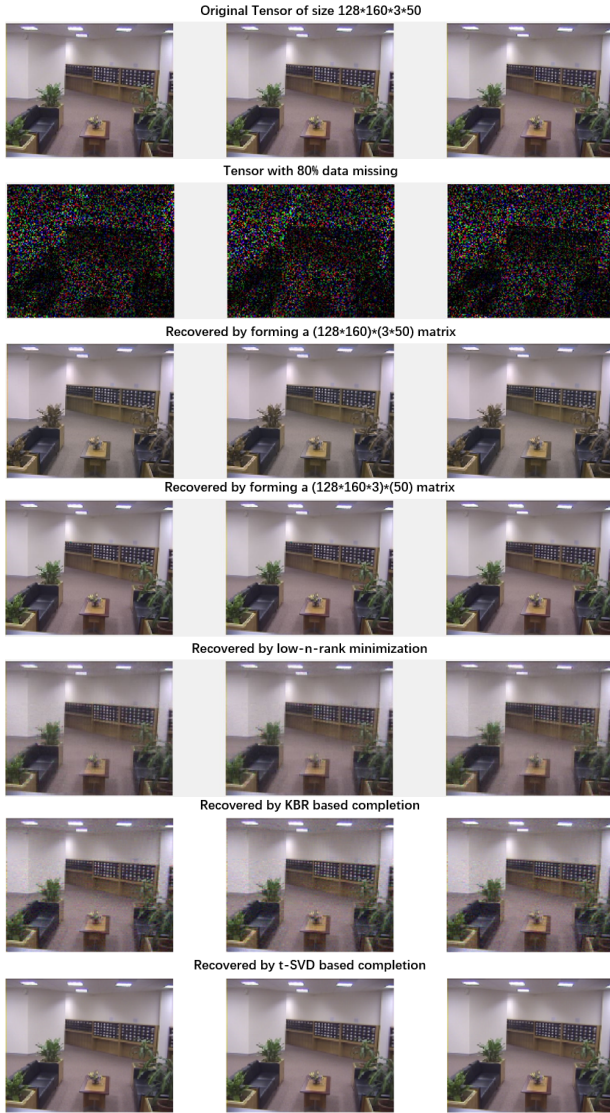 Original Tensor of size 128*160*3*50
Tensor with 80% data missing
Recovered by forming a (128*160)*(3*50) matrix
Recovered by forming a (128*160*3)*(50) matrix
Recovered by low-n-rank minimization
Recovered by KBR based completion
Recovered by t-SVD based completion